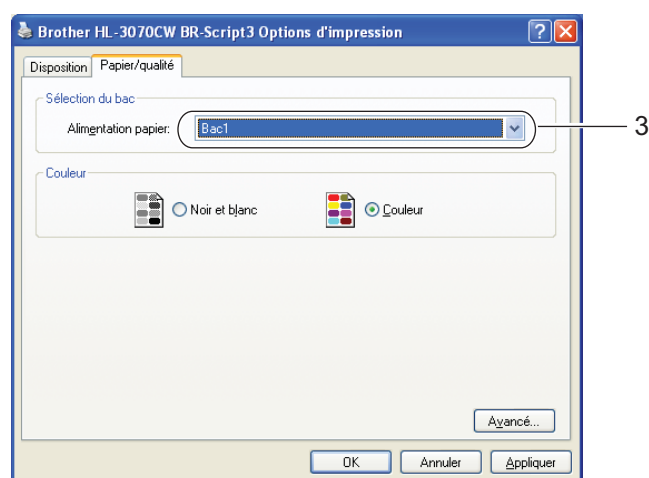 Brother HL-3070CW BR-Script3 Options d'impression
Disposition Papier/qualité
Sélection du bac
Alimentation papier: Bac1 3
Couleur
Noir et blanc Couleur
Avancé...
OK Annuler Appliquer